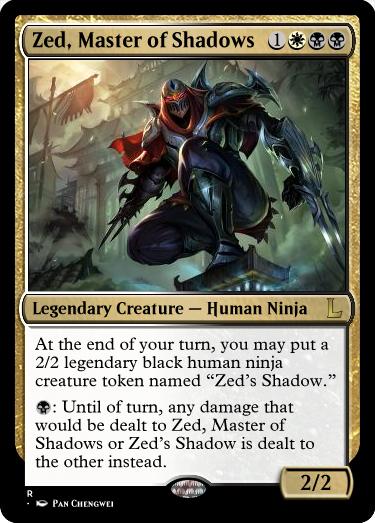 Zed, Master of Shadows 1
Legendary Creature — Human Ninja L
At the end of your turn, you may put a
2/2 legendary black human ninja
creature token named “Zed’s Shadow.”
: Until of turn, any damage that
would be dealt to Zed, Master of
Shadows or Zed’s Shadow is dealt to
the other instead.
2/2
R
· Pan Chengwei